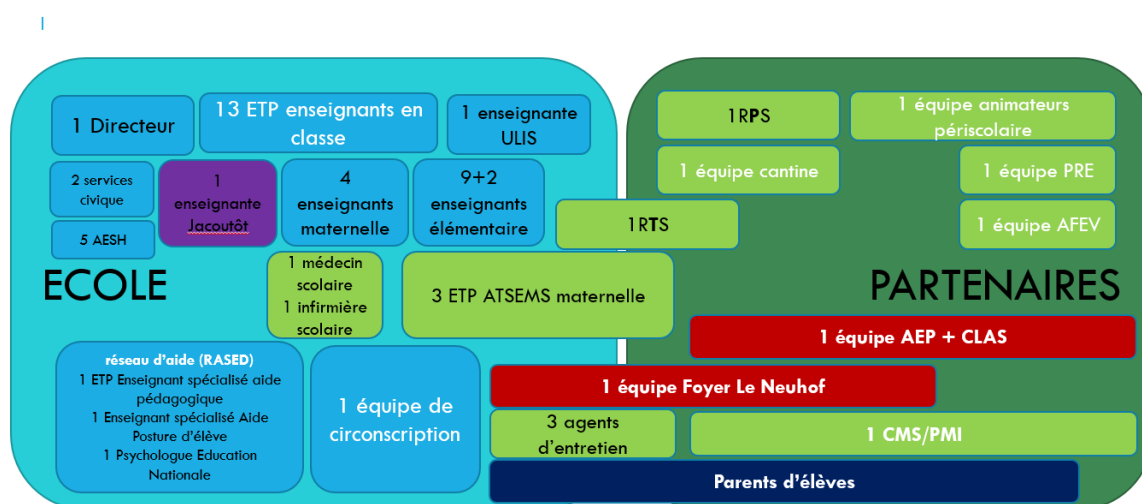 1 Directeur
13 ETP enseignants en
classe
1 enseignante
ULIS
2 services
civique
5 AESH
1
enseignante
Jacoutôt
4
enseignants
maternelle
9+2
enseignants
élémentaire
1RTS
ECOLE
1 médecin
scolaire
1 infirmière
scolaire
3 ETP ATSEMS maternelle
réseau d'aide (RASED)
1 ETP Enseignant spécialisé aide
pédagogique
1 Enseignant spécialisé Aide
Posture d'élève
1 Psychologue Education
Nationale
1 équipe de
circonscription
1RPS
1 équipe animateurs
périscolaire
1 équipe cantine
1 équipe PRE
1 équipe AFEV
PARTENAIRES
1 équipe AEP + CLAS
1 équipe Foyer Le Neuhof
3 agents
d'entretien
1 CMS/PMI
Parents d'élèves